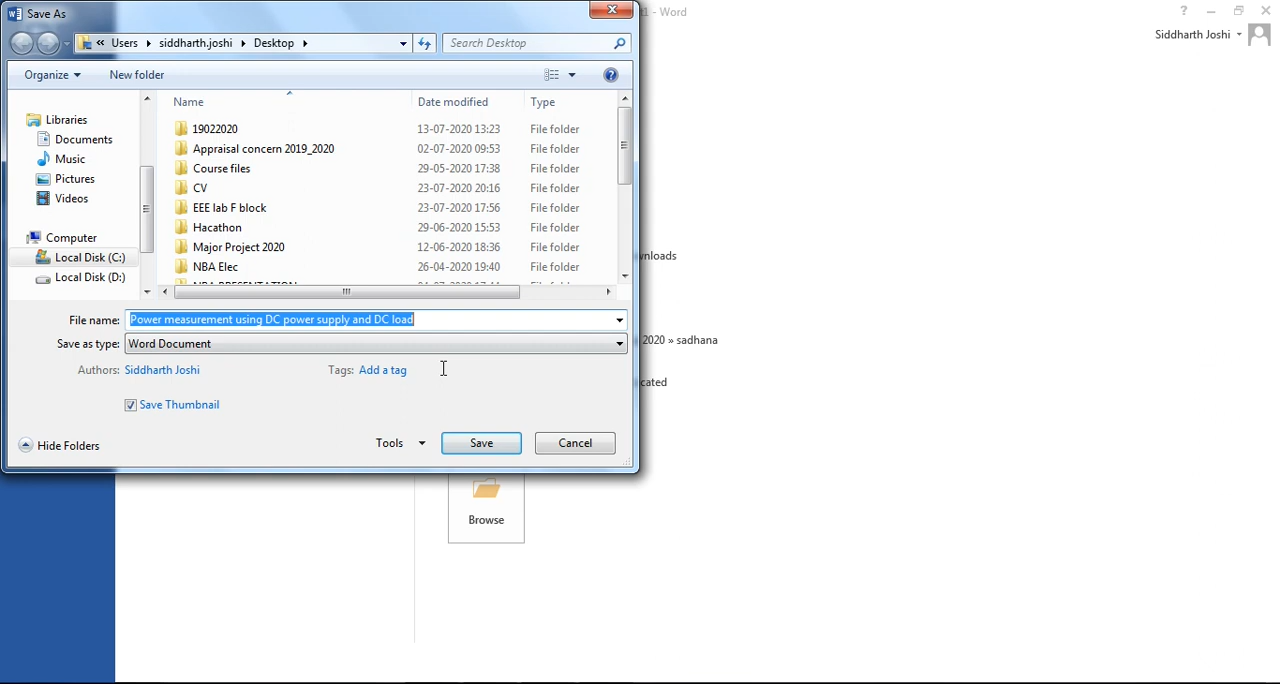 Save As
t1 - Word
Siddharth Joshi
« Users siddharth.joshi Desktop
Search Desktop
Organize
New folder
Name Date modified Type
Libraries
Documents
Music
Pictures
Videos
Computer
Local Disk (C:)
Local Disk (D:)
19022020 13-07-2020 13:23 File folder
Appraisal concern 2019_2020 02-07-2020 09:53 File folder
Course files 29-05-2020 17:38 File folder
CV 23-07-2020 20:16 File folder
EEE lab F block 23-07-2020 17:56 File folder
Hacathon 29-06-2020 15:53 File folder
Major Project 2020 12-06-2020 18:36 File folder
NBA Elec 26-04-2020 19:40 File folder
wnloads
2020 » sadhana
cated
File name: Power measurement using DC power supply and DC load
Save as type: Word Document
Authors: Siddharth Joshi
Tags: Add a tag
Save Thumbnail
Hide Folders
Tools
Save
Cancel
Browse